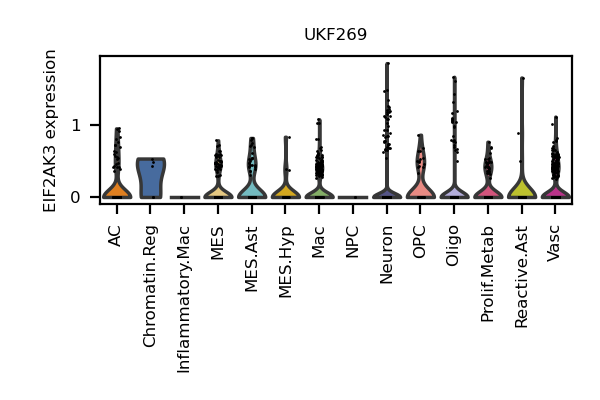 UKF269
EIF2AK3 expression
1
0
AC
Chromatin.Reg
Inflammatory.Mac
MES
MES.Ast
MES.Hyp
Mac
NPC
Neuron
OPC
Oligo
Prolif.Metab
Reactive.Ast
Vasc